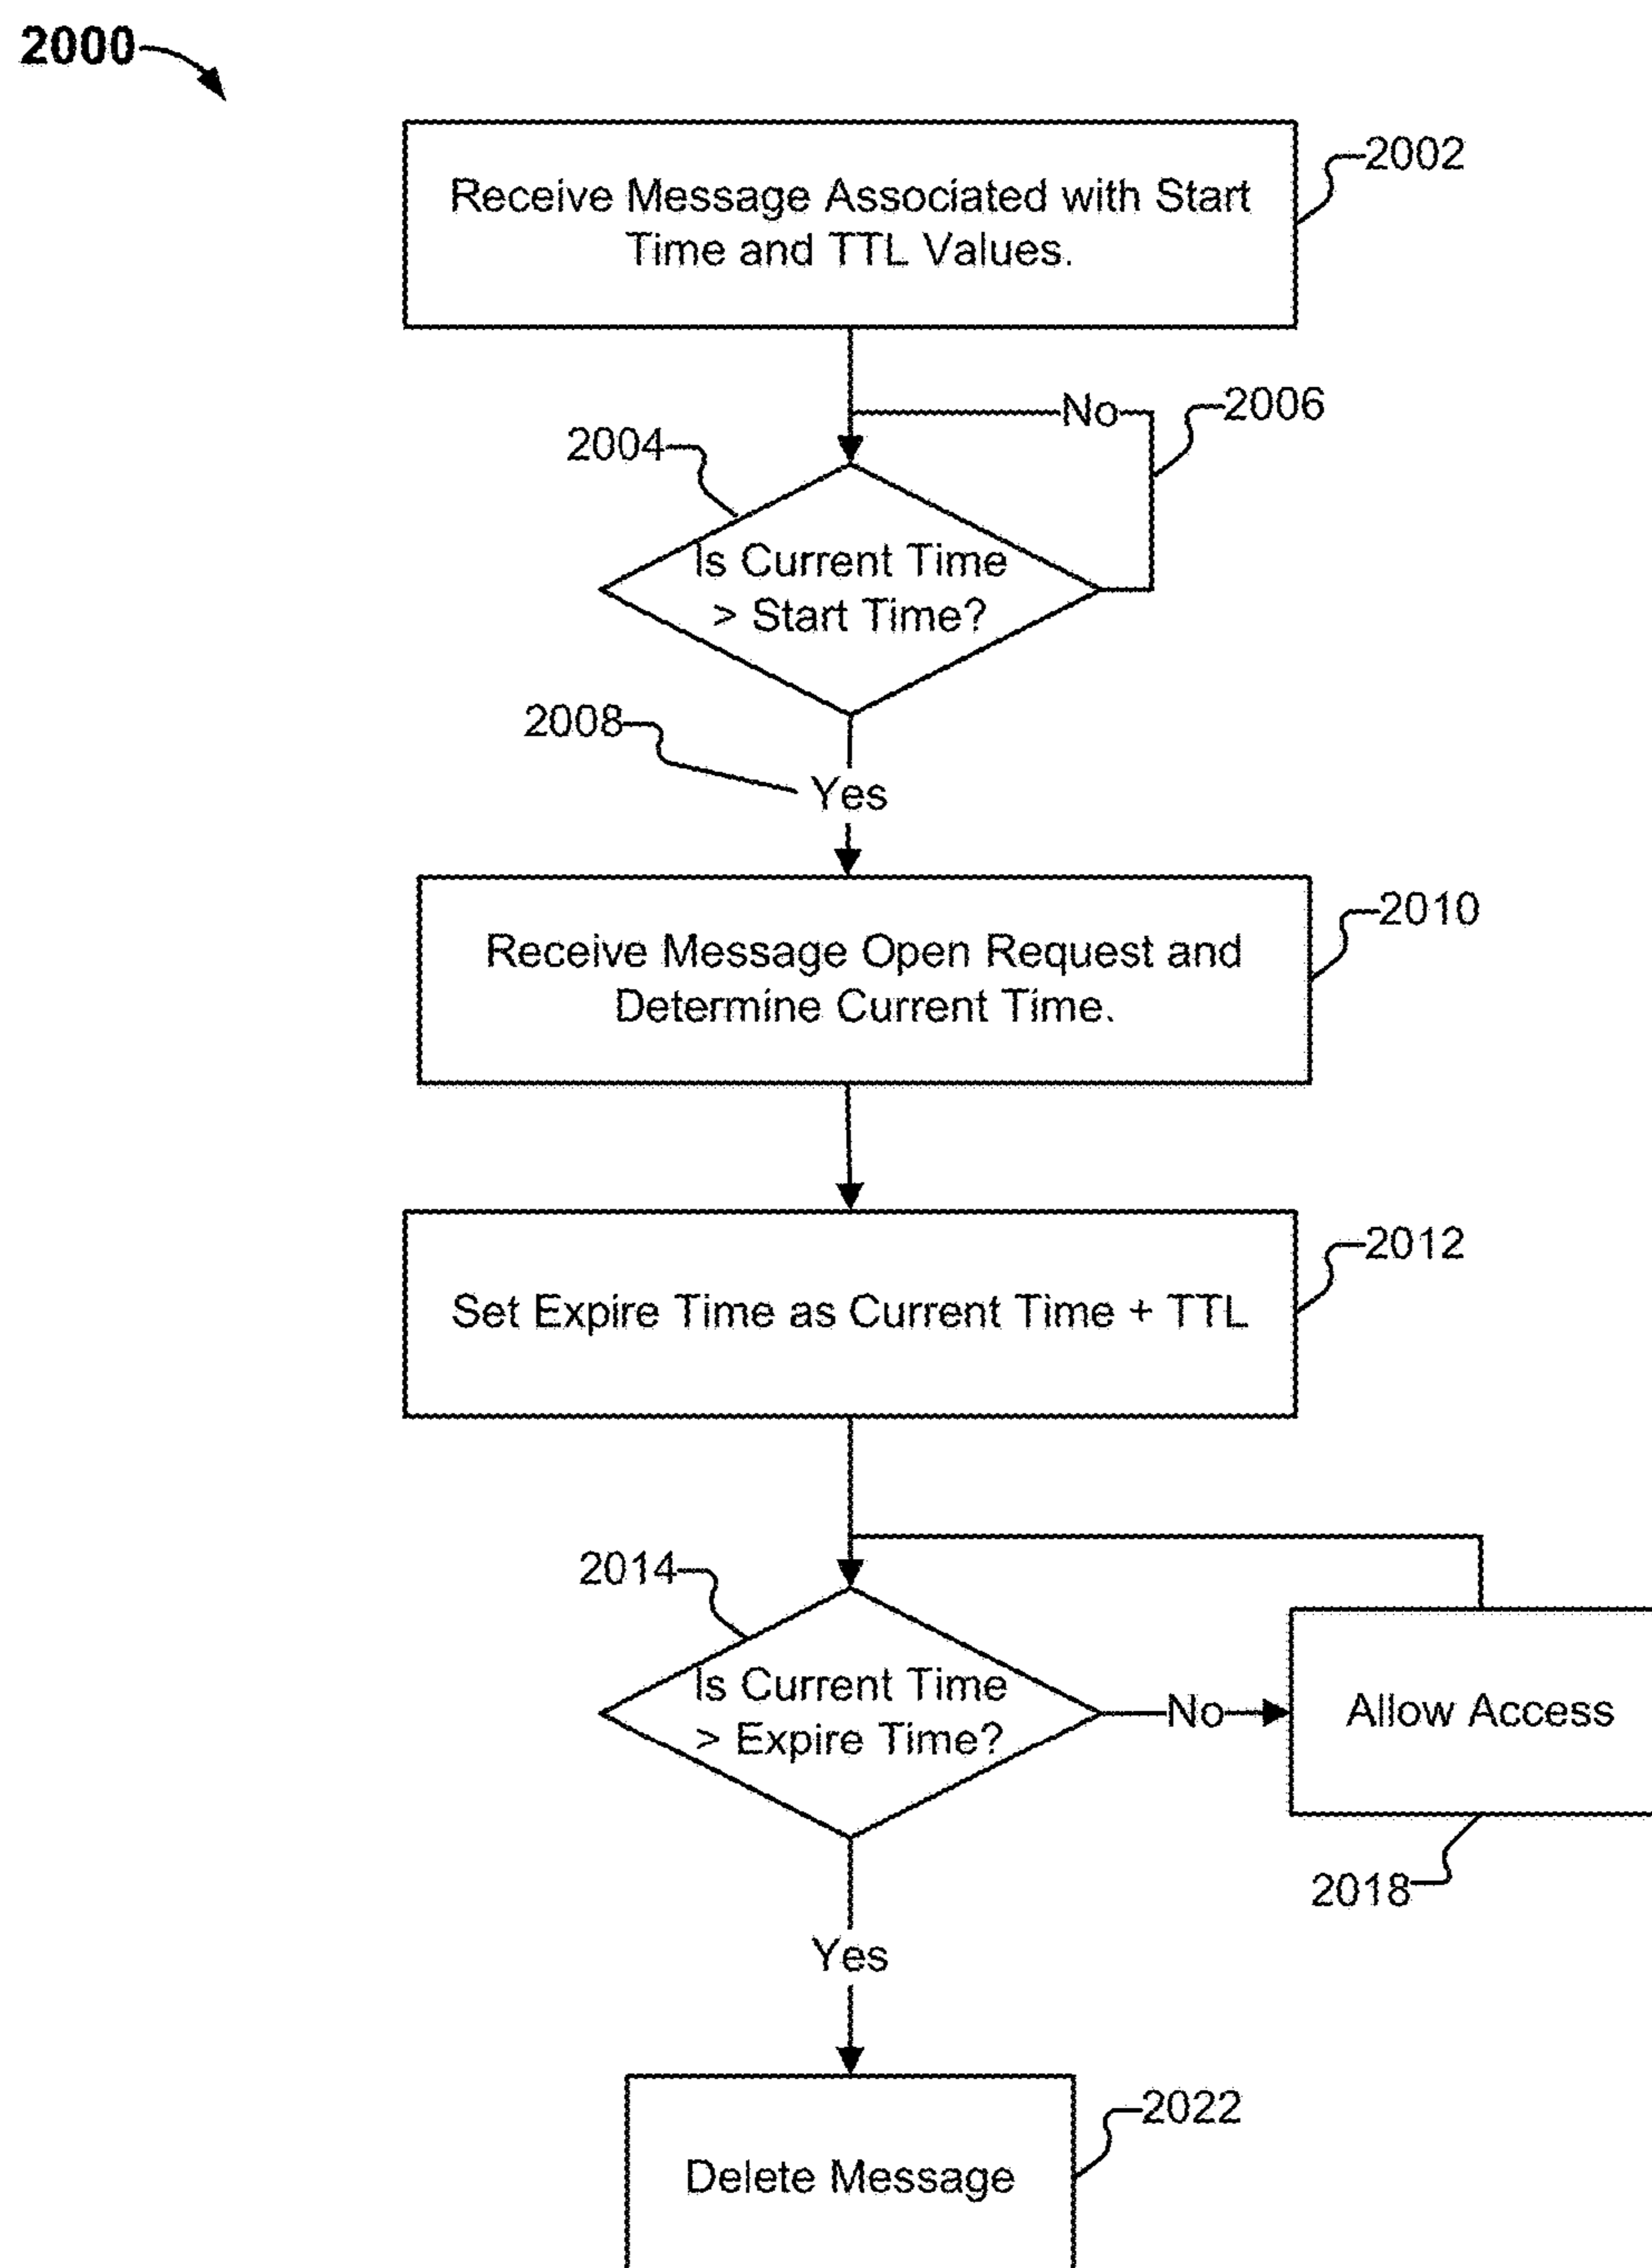 2000
Receive Message Associated with Start
Time and TTL Values.
2002
No
2006
2004
Is Current Time
> Start Time?
2008
Yes
Receive Message Open Request and
Determine Current Time.
2010
Set Expire Time as Current Time + TTL
2012
2014
Is Current Time
> Expire Time?
No
Allow Access
2018
Yes
Delete Message
2022